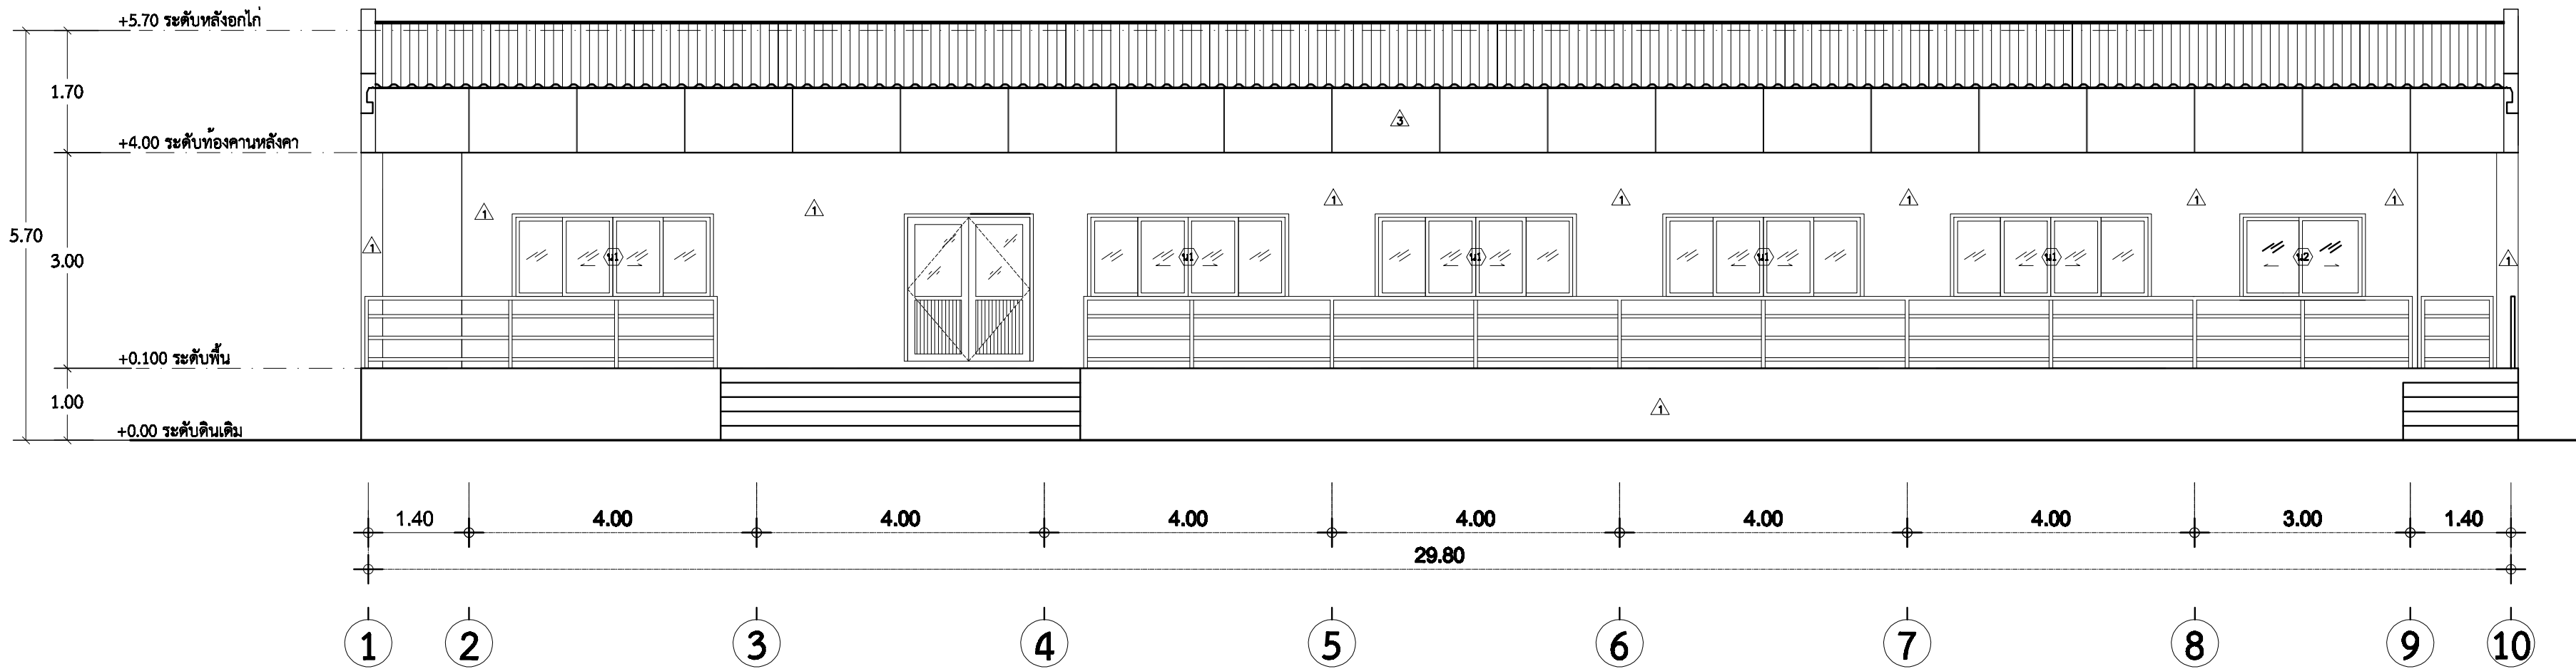 +5.70 ระดับหลังอกไก่
1.70
3
+4.00 ระดับท้องคานหลังคา
1 1 1 1 1 1 1 1
5.70
3.00
1
น1 น1 น1 น1 น1 น2
1
+0.100 ระดับพื้น
1.00
1
+0.00 ระดับดินเดิม
1.40 4.00 4.00 4.00 4.00 4.00 4.00 3.00 1.40
29.80
1 2 3 4 5 6 7 8 9 10